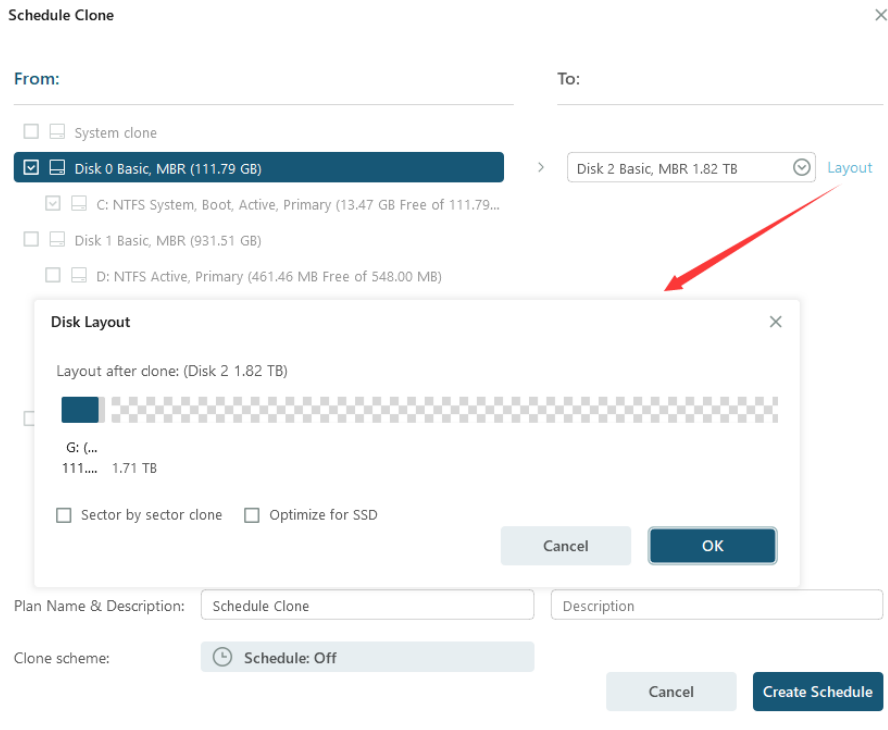 Schedule Clone
From:
To:
System clone
Disk 0 Basic, MBR (111.79 GB)
Disk 2 Basic, MBR 1.82 TB
Layout
C: NTFS System, Boot, Active, Primary (13.47 GB Free of 111.79...
Disk 1 Basic, MBR (931.51 GB)
D: NTFS Active, Primary (461.46 MB Free of 548.00 MB)
Disk Layout
Layout after clone: (Disk 2 1.82 TB)
G: (...
111.... 1.71 TB
Sector by sector clone Optimize for SSD
Cancel OK
Plan Name & Description: Schedule Clone Description
Clone scheme: Schedule: Off
Cancel Create Schedule